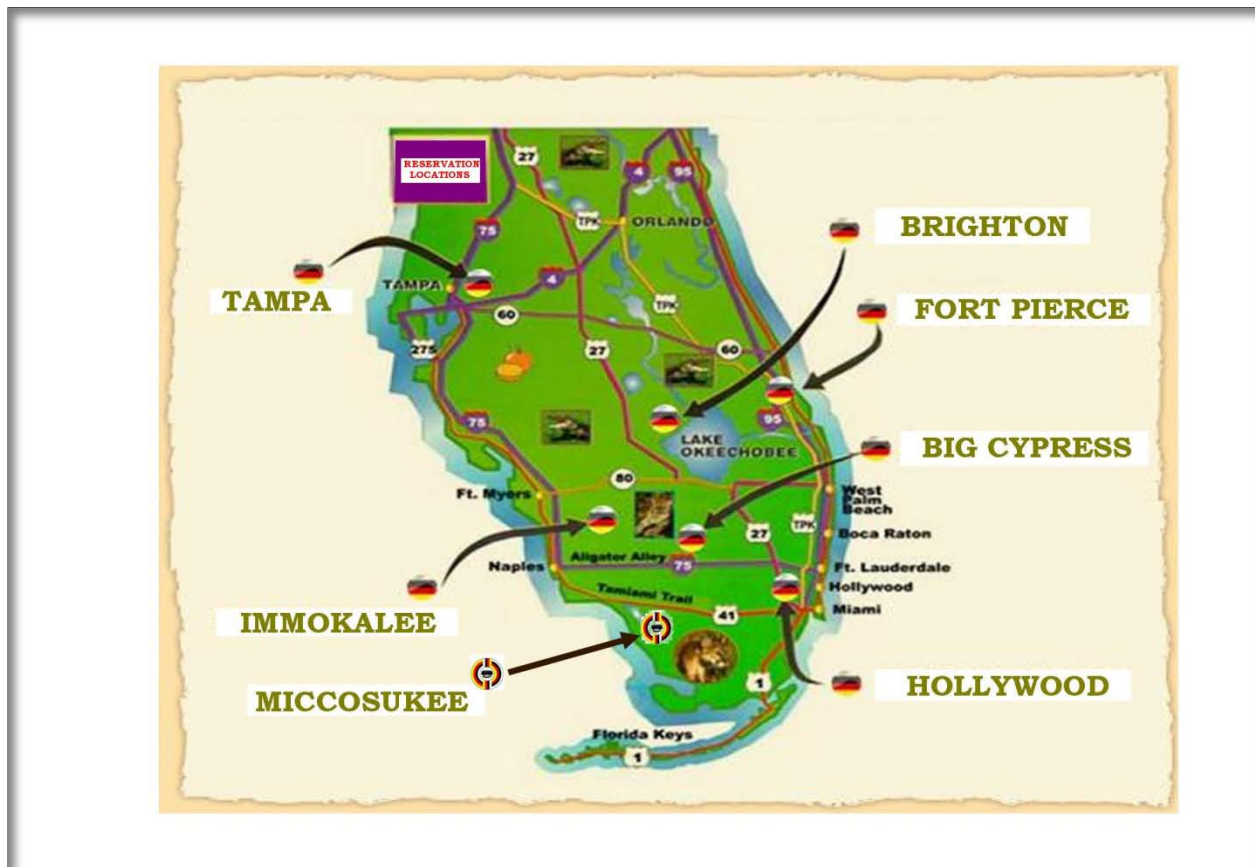 RESERVATION
LOCATIONS
27
4
95
TPK
ORLANDO
BRIGHTON
75
TAMPA
4
TAMPA
TPK
FORT PIERCE
60
275
27
60
75
95
LAKE
OKEECHOBEE
BIG CYPRESS
80
Ft. Myers
West
Palm
Beach
27
TPK
Boca Raton
Aligator Alley
75
Naples
Ft. Lauderdale
Hollywood
Tamiami Trail
41
Miami
IMMOKALEE
MICCOSUKEE
1
HOLLYWOOD
Florida Keys
1